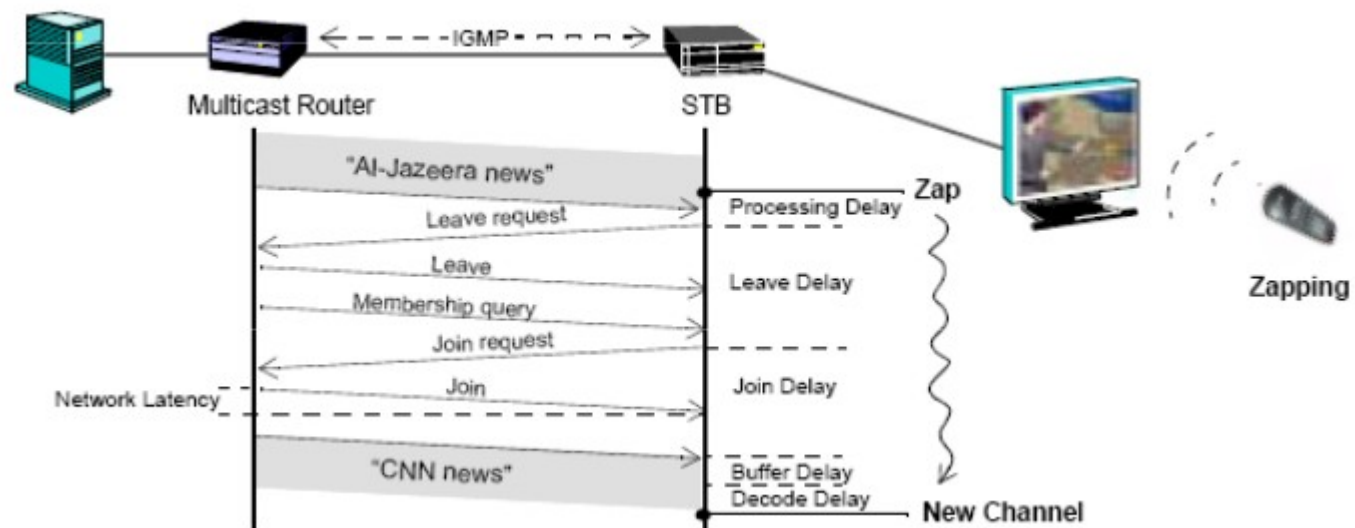 IGMP
Multicast Router
STB
"Al-Jazeera news"
Zap
Processing Delay
Leave request
Leave
Leave Delay
Zapping
Membership query
Join request
Join
Join Delay
Network Latency
"CNN news"
Buffer Delay
Decode Delay
New Channel